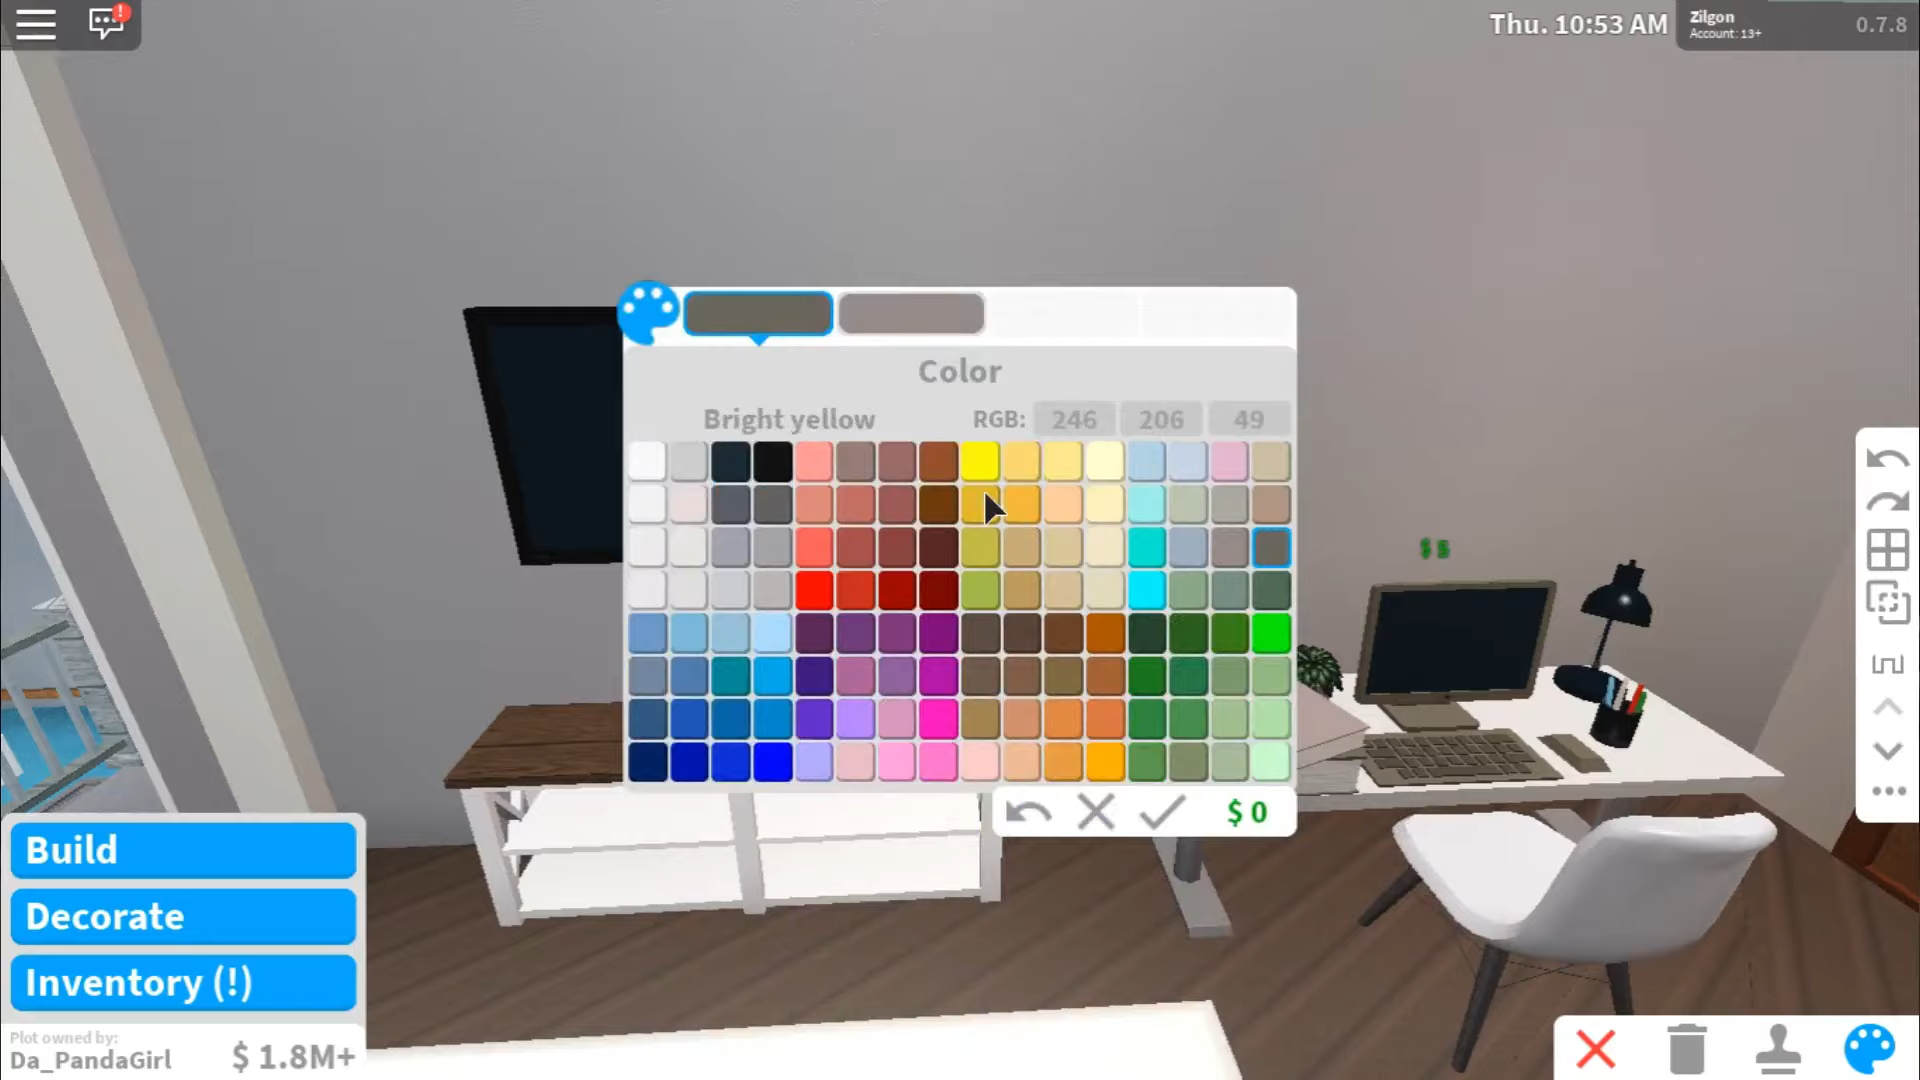 Thu. 10:53 AM
Zilgon
Account: 13+
0.7.8
Color
Bright yellow
RGB: 246 206 49
$ 5
$ 0
Build
Decorate
Inventory (!)
Plot owned by:
Da_PandaGirl
$ 1.8M+